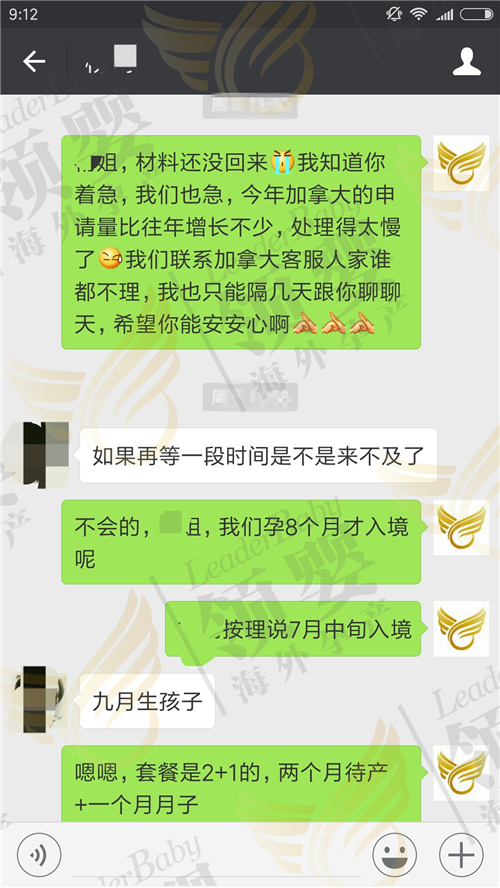 9:12
姐，材料还没回来😭我知道你
着急，我们也急，今年加拿大的申
请量比往年增长不少，处理得太慢
了😆我们联系加拿大客服人家谁
都不理，我也只能隔几天跟你聊聊
天，希望你能安安心啊🙏🙏🙏
如果再等一段时间是不是来不及了
不会的，姐，我们孕8个月才入境
呢
按理说7月中旬入境
九月生孩子
嗯嗯，套餐是2+1的，两个月待产
+一个月月子
LeaderBaby
领婴
海外孕产